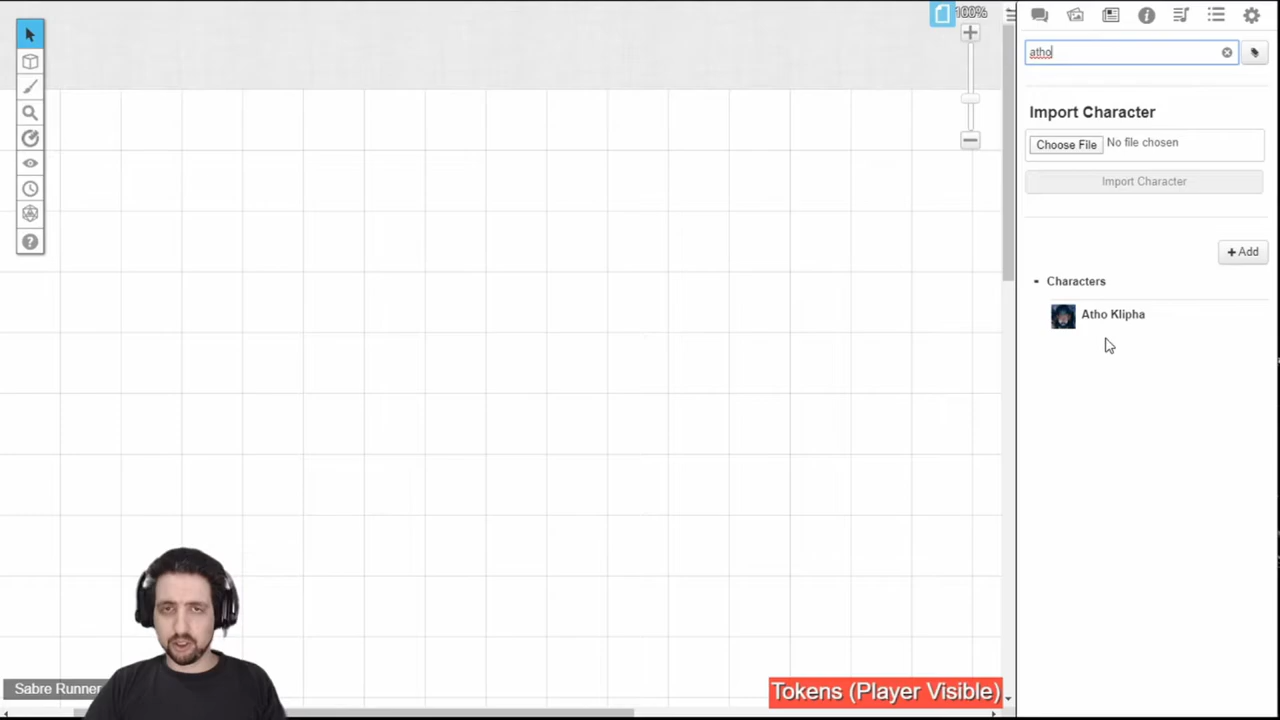 100%
atho
Import Character
Choose File No file chosen
Import Character
+ Add
Characters
Atho Klipha
Sabre Runner
Tokens (Player Visible)